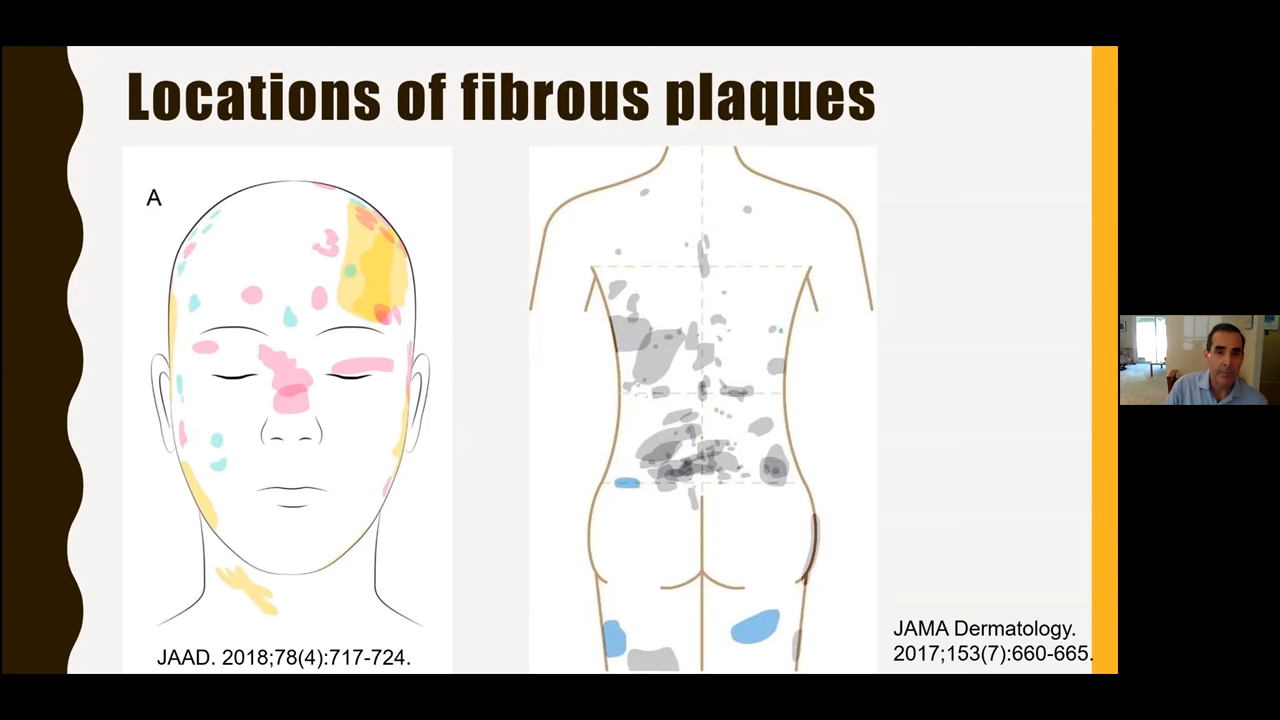 Locations of fibrous plaques
A
JAAD. 2018;78(4):717-724.
JAMA Dermatology.
2017;153(7):660-665.